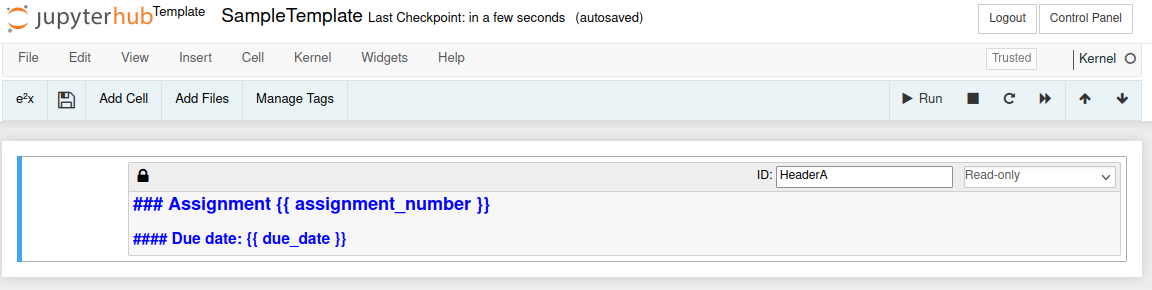 jupyterhub Template SampleTemplate Last Checkpoint: in a few seconds (autosaved) Logout Control Panel
File Edit View Insert Cell Kernel Widgets Help Trusted Kernel
e²x Add Cell Add Files Manage Tags Run
ID: HeaderA Read-only
### Assignment {{ assignment_number }}
#### Due date: {{ due_date }}